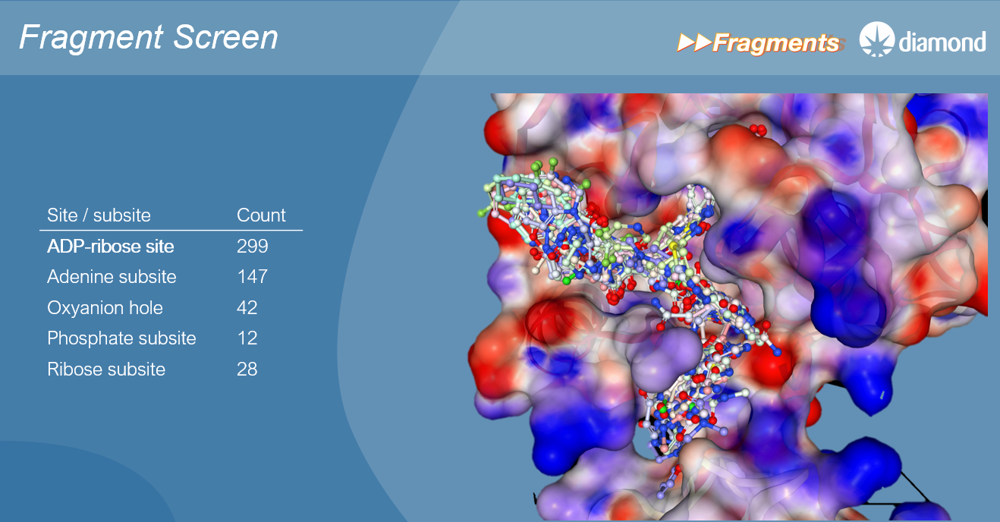 Fragment Screen
Fragments
diamond
Site / subsite Count
ADP-ribose site 299
Adenine subsite 147
Oxyanion hole 42
Phosphate subsite 12
Ribose subsite 28